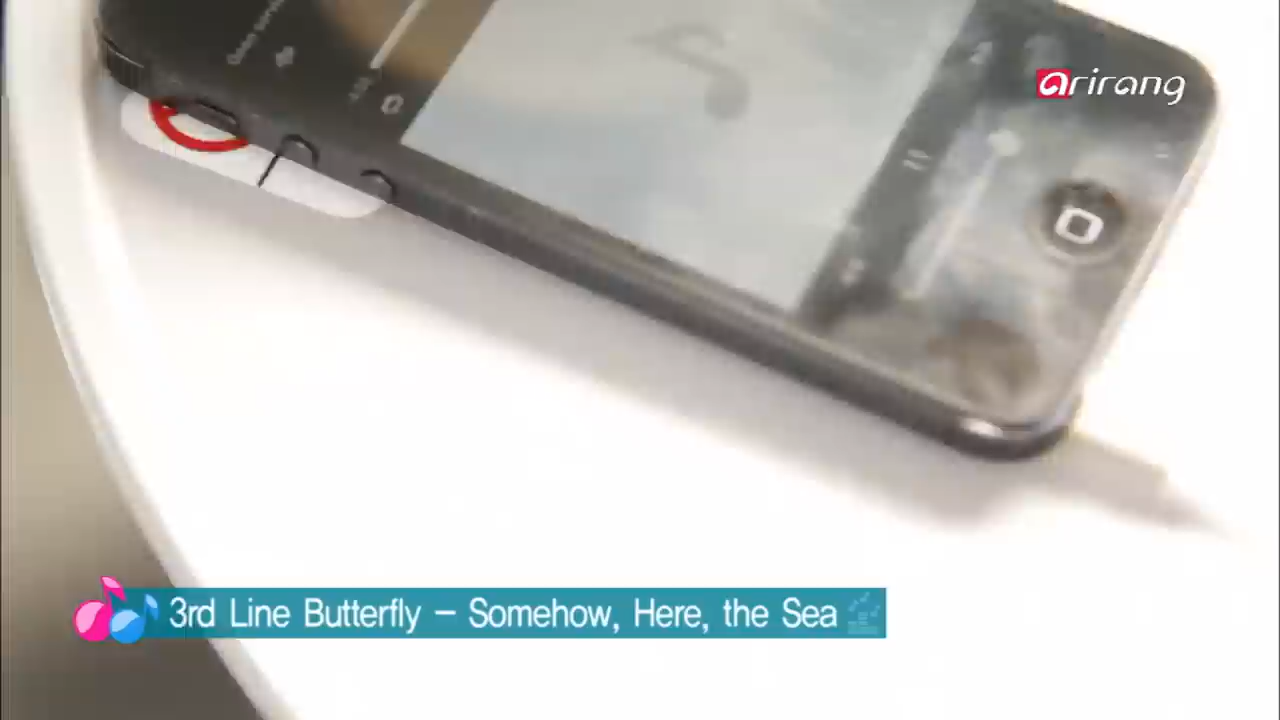 arirang
3rd Line Butterfly – Somehow, Here, the Sea